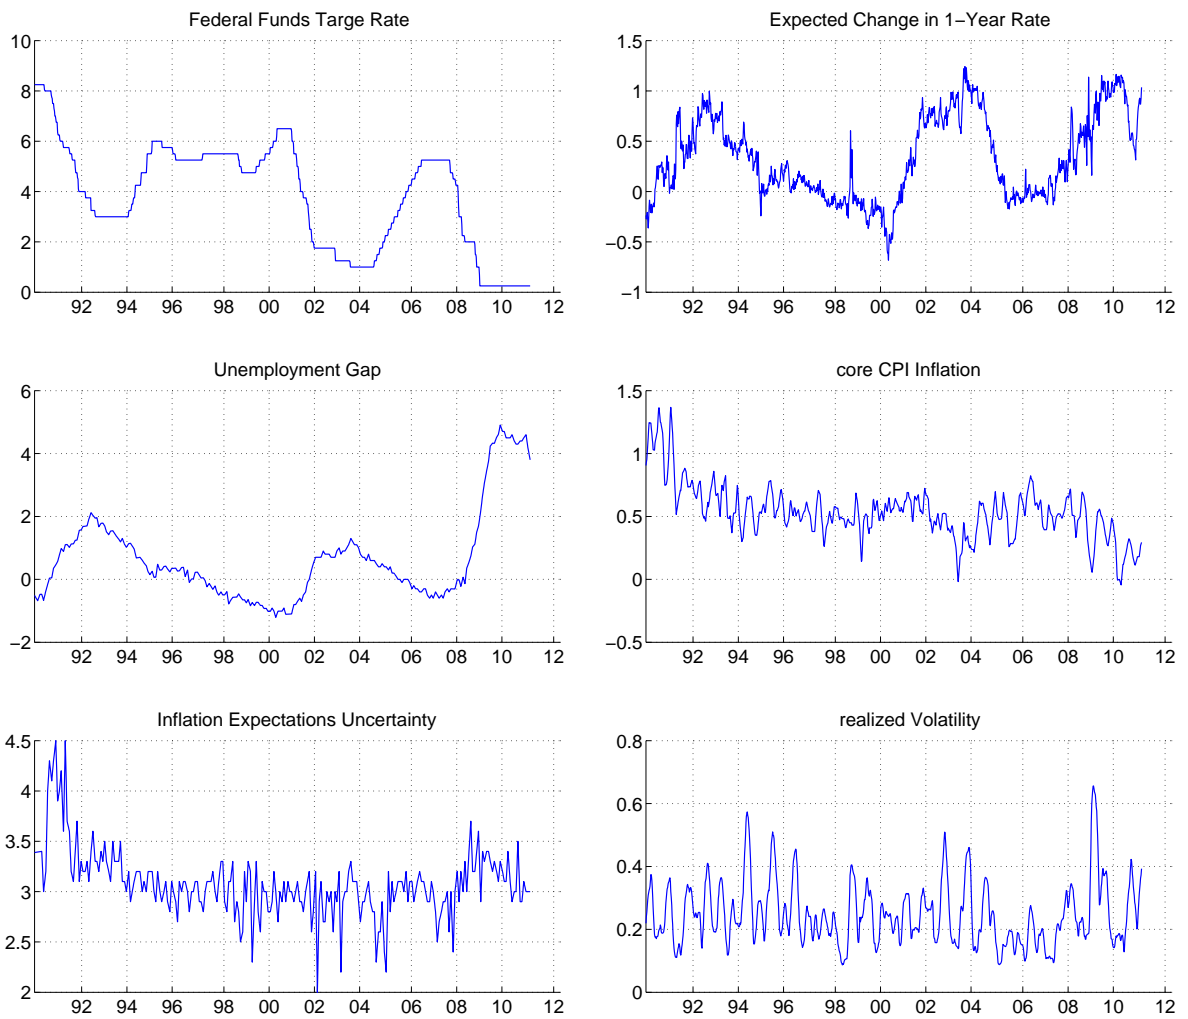 Federal Funds Targe Rate
10
8
6
4
2
0
92 94 96 98 00 02 04 06 08 10 12
Expected Change in 1−Year Rate
1.5
1
0.5
0
−0.5
−1
92 94 96 98 00 02 04 06 08 10 12
Unemployment Gap
6
4
2
0
−2
92 94 96 98 00 02 04 06 08 10 12
core CPI Inflation
1.5
1
0.5
0
−0.5
92 94 96 98 00 02 04 06 08 10 12
Inflation Expectations Uncertainty
4.5
4
3.5
3
2.5
2
92 94 96 98 00 02 04 06 08 10 12
realized Volatility
0.8
0.6
0.4
0.2
0
92 94 96 98 00 02 04 06 08 10 12